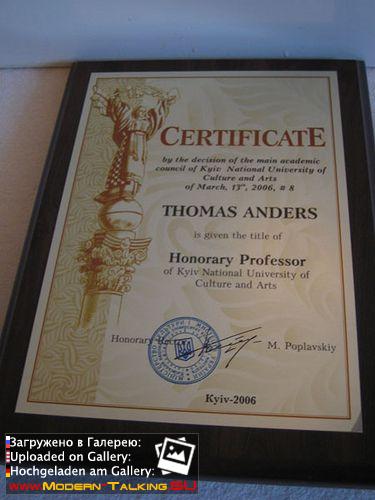 CERTIFICATE
by the decision of the main academic
council of Kyiv National University of
Culture and Arts
of March, 13th, 2006, # 8
THOMAS ANDERS
is given the title of
Honorary Professor
of Kyiv National University of
Culture and Arts
Honorary
M. Poplavskiy
Kyiv-2006
Загружено в Галерею:
Uploaded on Gallery:
Hochgeladen am Gallery:
www.Modern-Talking.SU